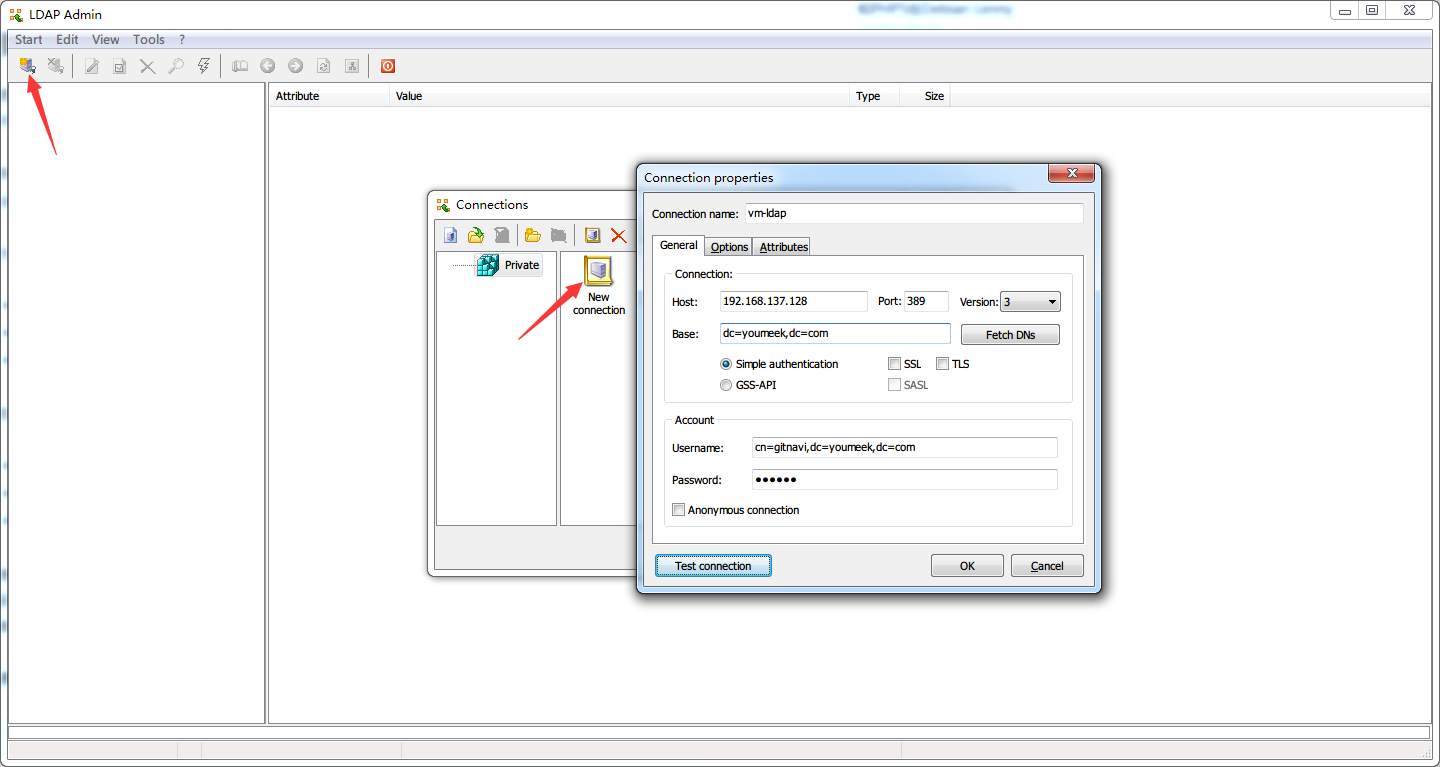 LDAP Admin
Start Edit View Tools ?
Attribute Value Type Size
Connections
Private
New
connection
Connection properties
Connection name: vm-ldap
General Options Attributes
Connection:
Host: 192.168.137.128 Port: 389 Version: 3
Base: dc=youmeek,dc=com Fetch DNs
Simple authentication SSL TLS
GSS-API SASL
Account
Username: cn=gitnavi,dc=youmeek,dc=com
Password: ••••••
Anonymous connection
Test connection OK Cancel